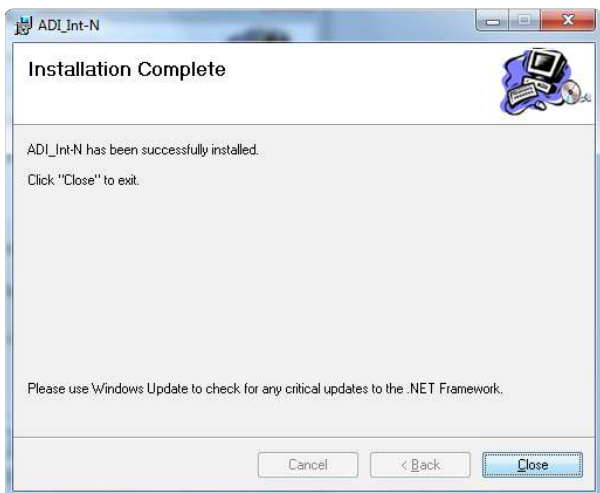 ADI_Int-N
Installation Complete
ADI_Int-N has been successfully installed.
Click "Close" to exit.
Please use Windows Update to check for any critical updates to the .NET Framework.
Cancel
< Back
Close